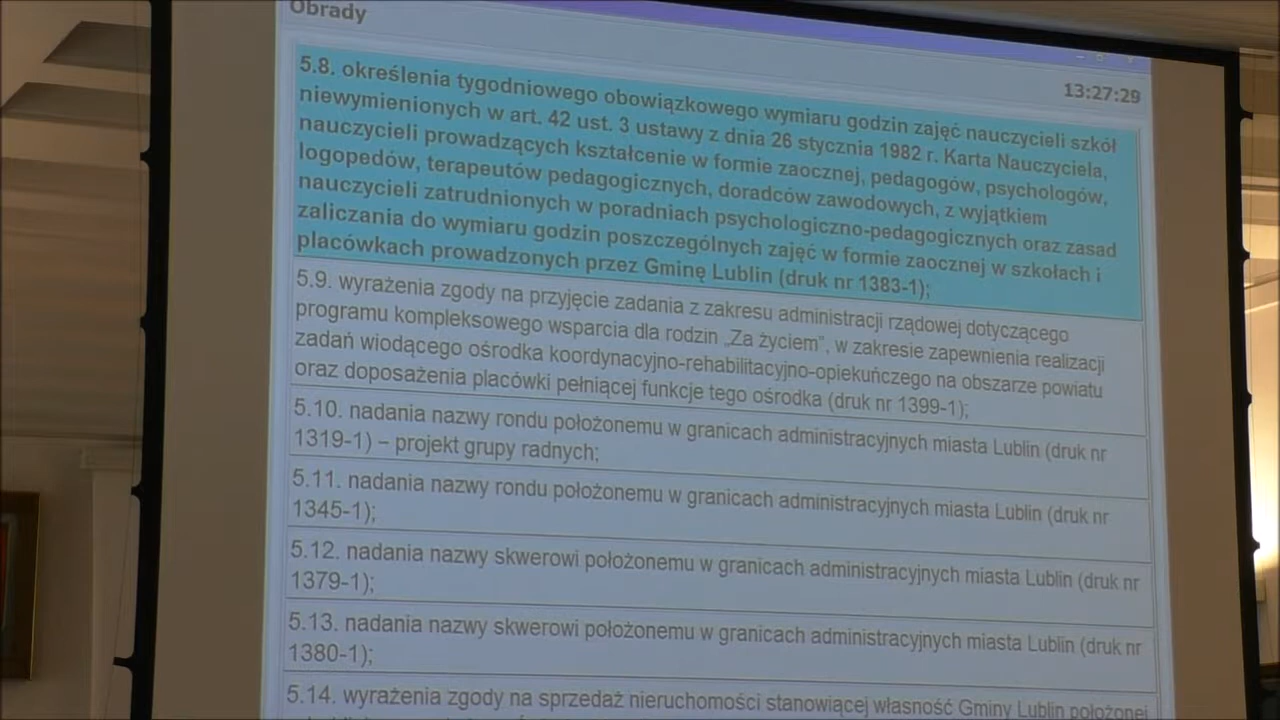 Obrady
13:27:29
5.8. określenia tygodniowego obowiązkowego wymiaru godzin zajęć nauczycieli szkół
niewymienionych w art. 42 ust. 3 ustawy z dnia 26 stycznia 1982 r. Karta Nauczyciela,
nauczycieli prowadzących kształcenie w formie zaocznej, pedagogów, psychologów,
logopedów, terapeutów pedagogicznych, doradców zawodowych, z wyjątkiem
nauczycieli zatrudnionych w poradniach psychologiczno-pedagogicznych oraz zasad
zaliczania do wymiaru godzin poszczególnych zajęć w formie zaocznej w szkołach i
placówkach prowadzonych przez Gminę Lublin (druk nr 1383-1);
5.9. wyrażenia zgody na przyjęcie zadania z zakresu administracji rządowej dotyczącego
programu kompleksowego wsparcia dla rodzin „Za życiem”, w zakresie zapewnienia realizacji
zadań wiodącego ośrodka koordynacyjno-rehabilitacyjno-opiekuńczego na obszarze powiatu
oraz doposażenia placówki pełniącej funkcje tego ośrodka (druk nr 1399-1);
5.10. nadania nazwy rondu położonemu w granicach administracyjnych miasta Lublin (druk nr
1319-1) – projekt grupy radnych;
5.11. nadania nazwy rondu położonemu w granicach administracyjnych miasta Lublin (druk nr
1345-1);
5.12. nadania nazwy skwerowi położonemu w granicach administracyjnych miasta Lublin (druk nr
1379-1);
5.13. nadania nazwy skwerowi położonemu w granicach administracyjnych miasta Lublin (druk nr
1380-1);
5.14. wyrażenia zgody na sprzedaż nieruchomości stanowiącej własność Gminy Lublin położonej